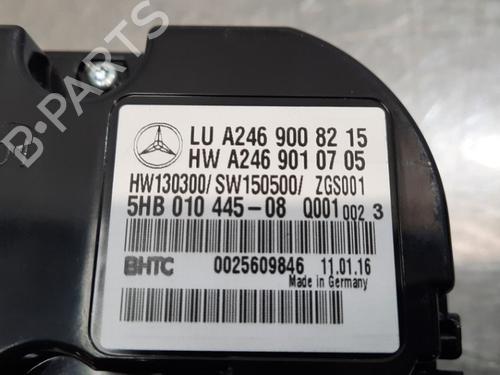 LU A246 900 82 15
HW A246 901 07 05
HW130300/ SW150500/ ZGS001
5HB 010 445-08 Q001 002 3
BHTC 0025609846 11.01.16
Made in Germany